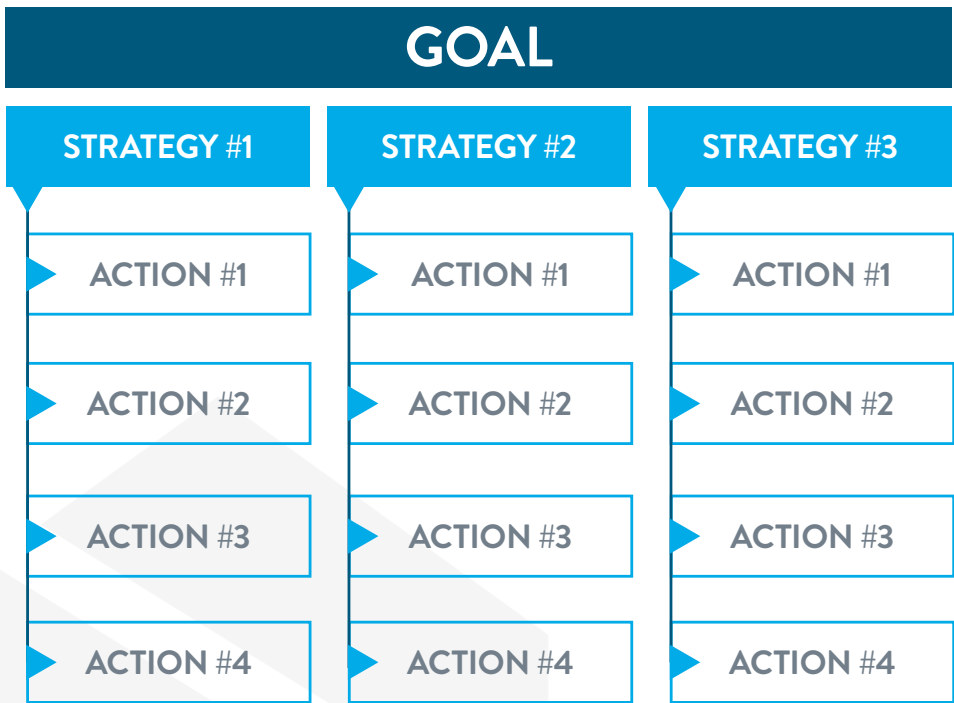 GOAL
STRATEGY #1
STRATEGY #2
STRATEGY #3
ACTION #1
ACTION #1
ACTION #1
ACTION #2
ACTION #2
ACTION #2
ACTION #3
ACTION #3
ACTION #3
ACTION #4
ACTION #4
ACTION #4